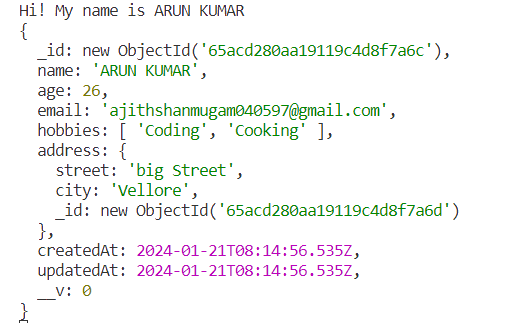 Hi! My name is ARUN KUMAR
{
  _id: new ObjectId('65acd280aa19119c4d8f7a6c'),
  name: 'ARUN KUMAR',
  age: 26,
  email: 'ajithshanmugam040597@gmail.com',
  hobbies: [ 'Coding', 'Cooking' ],
  address: {
    street: 'big Street',
    city: 'Vellore',
    _id: new ObjectId('65acd280aa19119c4d8f7a6d')
  },
  createdAt: 2024-01-21T08:14:56.535Z,
  updatedAt: 2024-01-21T08:14:56.535Z,
  __v: 0
}